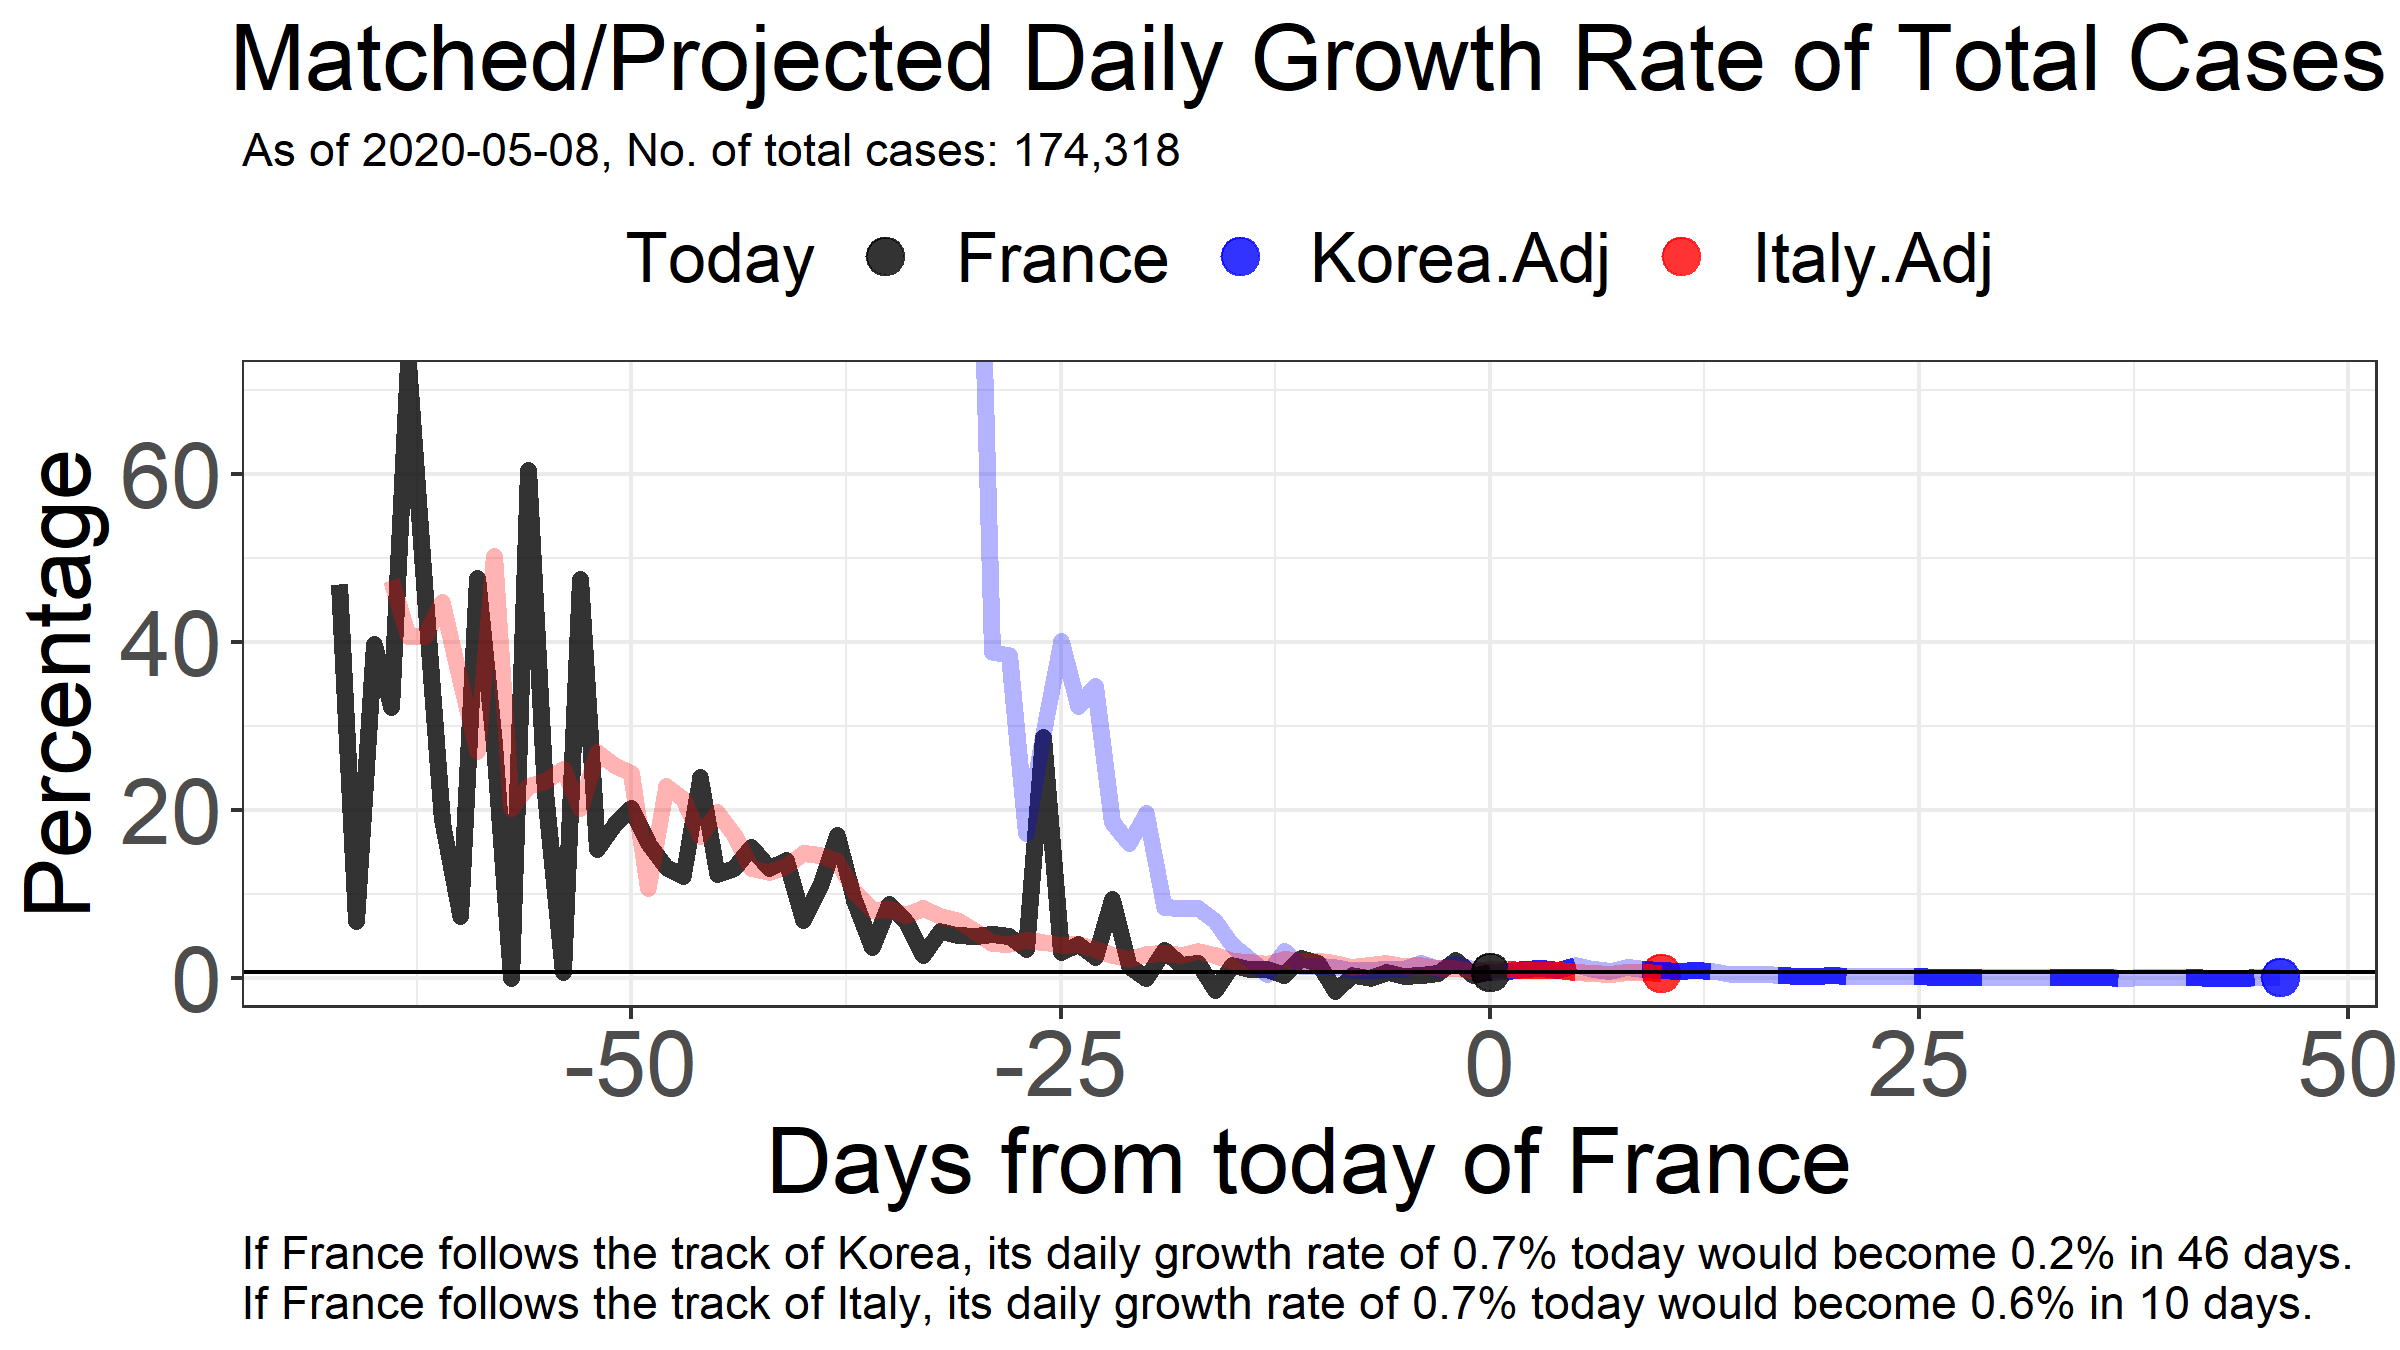 Matched/Projected Daily Growth Rate of Total Cases
As of 2020-05-08, No. of total cases: 174,318
Today France Korea.Adj Italy.Adj
Percentage
60
40
20
0
-50 -25 0 25 50
Days from today of France
If France follows the track of Korea, its daily growth rate of 0.7% today would become 0.2% in 46 days.
If France follows the track of Italy, its daily growth rate of 0.7% today would become 0.6% in 10 days.